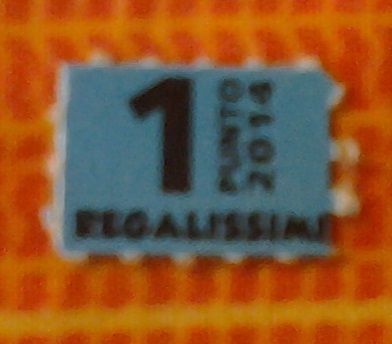 1
PUNTO
2014
REGALISSIMI